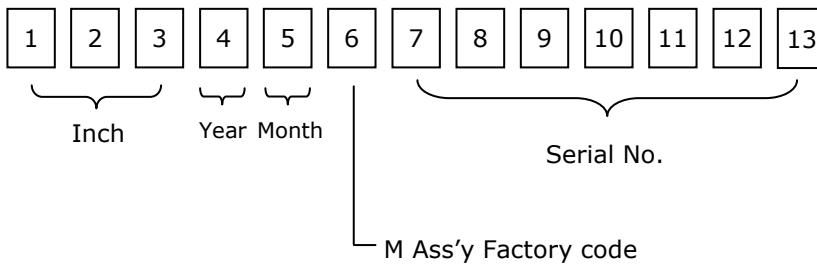 1 2 3 4 5 6 7 8 9 10 11 12 13
Inch Year Month Serial No.
M Ass'y Factory code